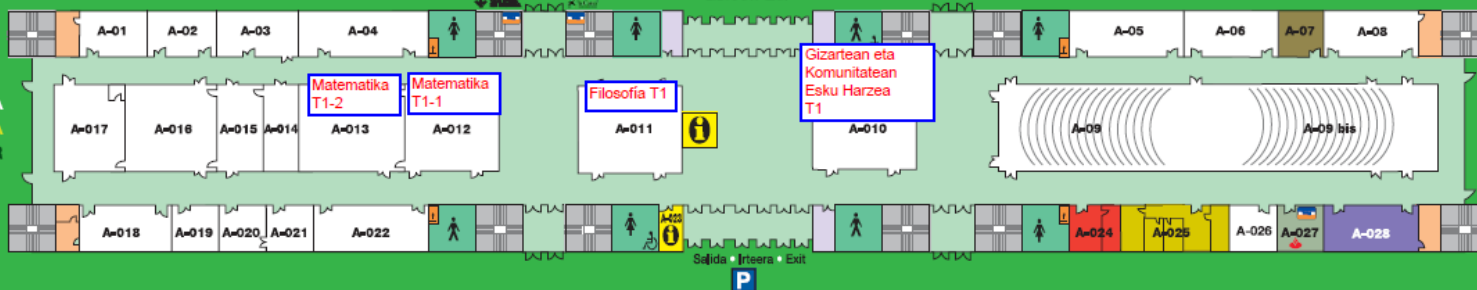 A-01
A-02
A-03
A-04
A-05
A-06
A-07
A-08
Matematika
T1-2
Matematika
T1-1
Filosofía T1
Gizartean eta
Komunitatean
Esku Harzea
T1
A-017
A-016
A-015
A-014
A-013
A-012
A-011
i
A-010
A-09
A-09 bis
A
A
R
A-018
A-019
A-020
A-021
A-022
A-023
i
A-024
A-025
A-026
A-027
A-028
Salida • Irteera • Exit
P